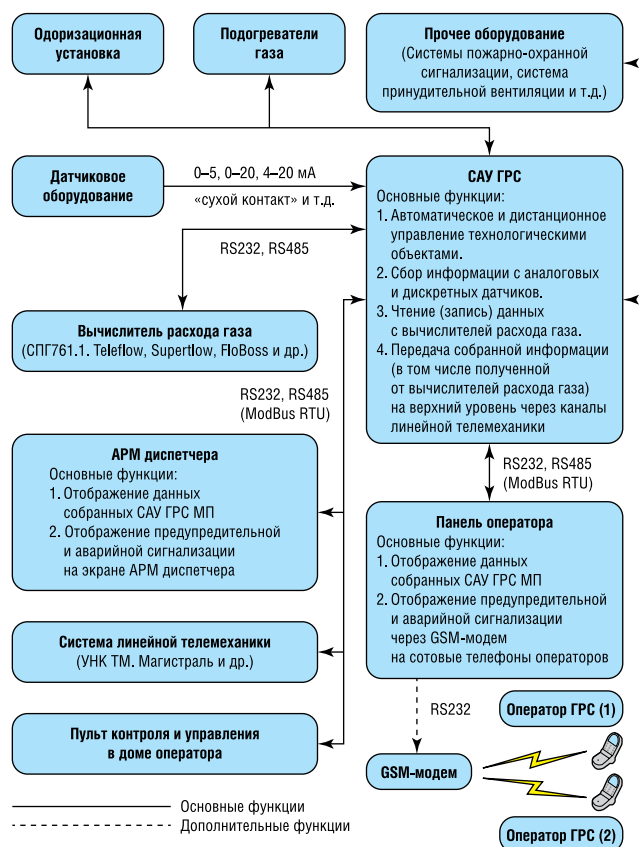 Одоризационная
установка
Подогреватели
газа
Прочее оборудование
(Системы пожарно-охранной
сигнализации, система
принудительной вентиляции и т.д.)
Датчиковое
оборудование
0–5, 0–20, 4–20 мА
«сухой контакт» и т.д.
САУ ГРС
Основные функции:
1. Автоматическое и дистанционное
управление технологическими
объектами.
2. Сбор информации с аналоговых
и дискретных датчиков.
3. Чтение (запись) данных
с вычислителей расхода газа.
4. Передача собранной информации
(в том числе полученной
от вычислителей расхода газа)
на верхний уровень через каналы
линейной телемеханики
RS232, RS485
Вычислитель расхода газа
(СПГ761.1. Teleflow, Supertlow, FloBoss и др.)
RS232, RS485
(ModBus RTU)
АРМ диспетчера
Основные функции:
1. Отображение данных
собранных САУ ГРС МП
2. Отображение предупредительной
и аварийной сигнализации
на экране АРМ диспетчера
RS232, RS485
(ModBus RTU)
Панель оператора
Основные функции:
1. Отображение данных
собранных САУ ГРС МП
2. Отображение предупредительной
и аварийной сигнализации
через GSM-модем
на сотовые телефоны операторов
Система линейной телемеханики
(УНК ТМ. Магистраль и др.)
Пульт контроля и управления
в доме оператора
RS232
Оператор ГРС (1)
GSM-модем
Оператор ГРС (2)
Основные функции
Дополнительные функции